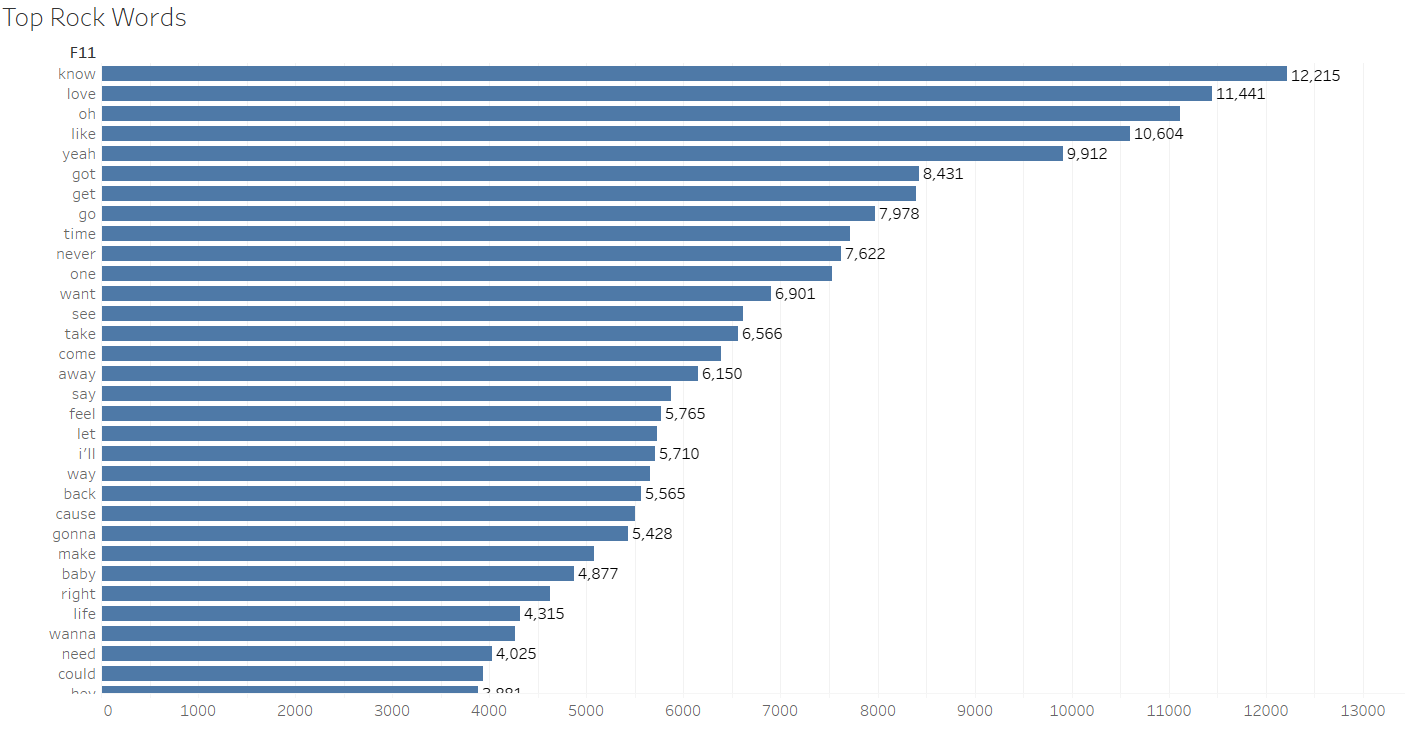 Top Rock Words
F11
know 12,215
love 11,441
oh
like 10,604
yeah 9,912
got 8,431
get
go 7,978
time
never 7,622
one
want 6,901
see
take 6,566
come
away 6,150
say
feel 5,765
let
i'll 5,710
way
back 5,565
cause
gonna 5,428
make
baby 4,877
right
life 4,315
wanna
need 4,025
could
hey 3,881
0 1000 2000 3000 4000 5000 6000 7000 8000 9000 10000 11000 12000 13000